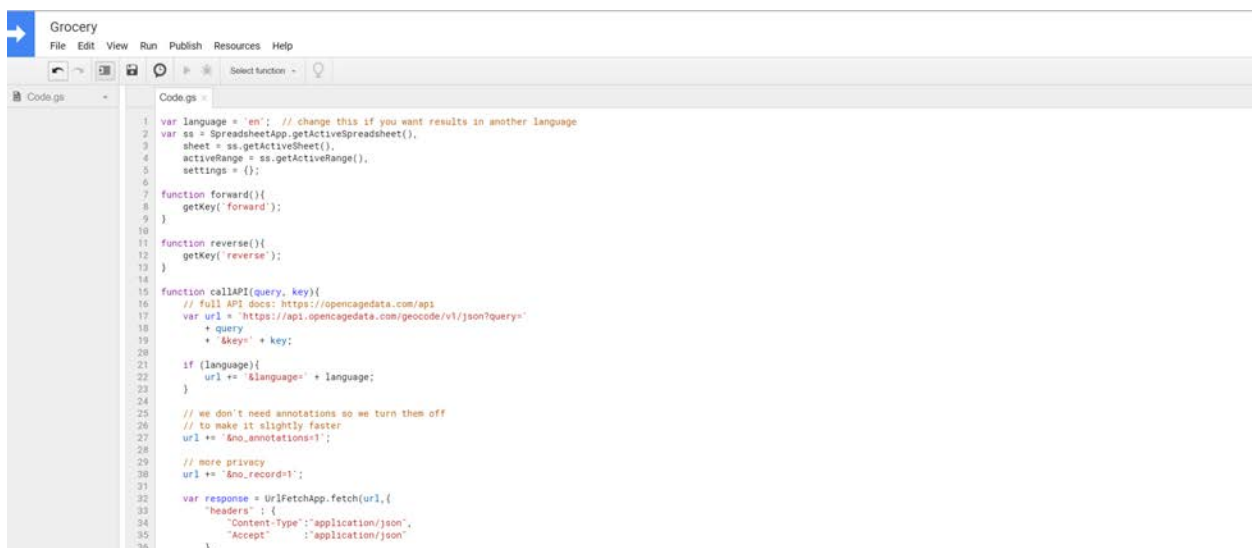 Grocery
File Edit View Run Publish Resources Help
Select function
Code.gs
Code.gs ×
1 var language = 'en';  // change this if you want results in another language
2 var ss = SpreadsheetApp.getActiveSpreadsheet(),
3     sheet = ss.getActiveSheet(),
4     activeRange = ss.getActiveRange(),
5     settings = {};
6
7 function forward(){
8     getKey('forward');
9 }
10
11 function reverse(){
12     getKey('reverse');
13 }
14
15 function callAPI(query, key){
16     // full API docs: https://opencagedata.com/api
17     var url = 'https://api.opencagedata.com/geocode/v1/json?query='
18         + query
19         + '&key=' + key;
20
21     if (language){
22         url += '&language=' + language;
23     }
24
25     // we don't need annotations so we turn them off
26     // to make it slightly faster
27     url += '&no_annotations=1';
28
29     // more privacy
30     url += '&no_record=1';
31
32     var response = UrlFetchApp.fetch(url,{
33         "headers" : {
34             "Content-Type":"application/json",
35             "Accept"      :"application/json"
36         }